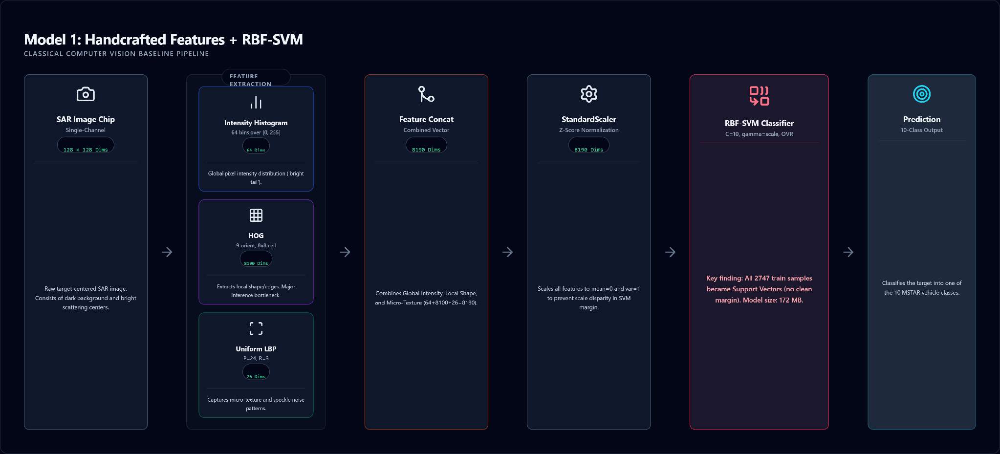 Model 1: Handcrafted Features + RBF-SVM
CLASSICAL COMPUTER VISION BASELINE PIPELINE
SAR Image Chip
Single-Channel
128 × 128 Dims
Raw target-centered SAR image.
Consists of dark background and bright
scattering centers.
FEATURE
EXTRACTION
Intensity Histogram
64 bins over [0, 255]
64 Dims
Global pixel intensity distribution ('bright
tail').
HOG
9 orient, 8x8 cell
8100 Dims
Extracts local shape/edges. Major
inference bottleneck.
Uniform LBP
P=24, R=3
26 Dims
Captures micro-texture and speckle noise
patterns.
Feature Concat
Combined Vector
8190 Dims
Combines Global Intensity, Local Shape,
and Micro-Texture (64+8100+26=8190).
StandardScaler
Z-Score Normalization
8190 Dims
Scales all features to mean=0 and var=1
to prevent scale disparity in SVM
margin.
RBF-SVM Classifier
C=10, gamma=scale, OVR
Key finding: All 2747 train samples
became Support Vectors (no clean
margin). Model size: 172 MB.
Prediction
10-Class Output
Classifies the target into one of
the 10 MSTAR vehicle classes.